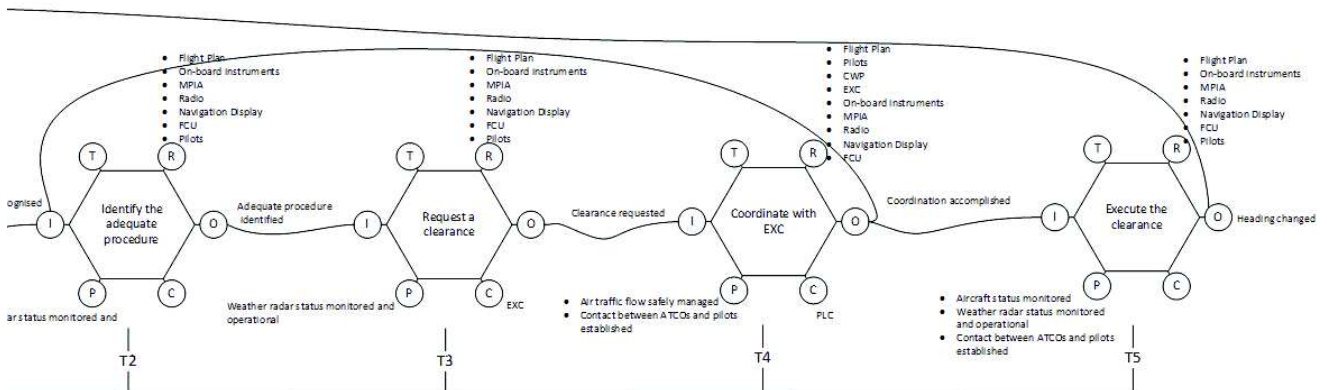 • Flight Plan
• On-board instruments
• MPIA
• Radio
• Navigation Display
• FCU
• Pilots
• Flight Plan
• On-board instruments
• MPIA
• Radio
• Navigation Display
• FCU
• Pilots
• Flight Plan
• Pilots
• CWP
• EXC
• On-board instruments
• MPIA
• Radio
• Navigation Display
• FCU
• Flight Plan
• On-board instruments
• MPIA
• Radio
• Navigation Display
• FCU
• Pilots
ognised
T
R
I
Identify the
adequate
procedure
O
P
C
Adequate procedure
identified
T
R
I
Request a
clearance
O
P
C
Clearance requested
T
R
I
Coordinate with
EXC
O
P
C
Coordination accomplished
T
R
I
Execute the
clearance
O
P
C
Heading changed
ar status monitored and
Weather radar status monitored and
operational
EXC
• Air traffic flow safely managed
• Contact between ATCOs and pilots
established
PLC
• Aircraft status monitored
• Weather radar status monitored
and operational
• Contact between ATCOs and pilots
established
T2
T3
T4
T5